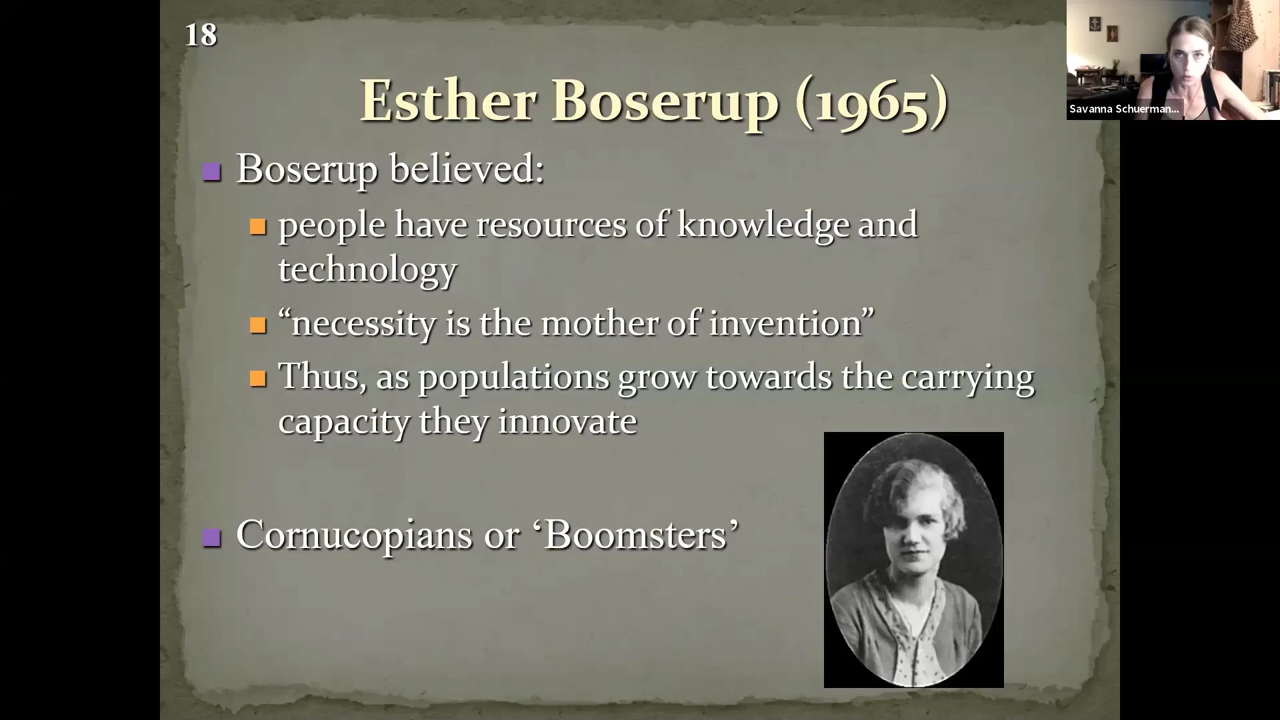 18
Esther Boserup (1965)
Boserup believed:
people have resources of knowledge and
technology
“necessity is the mother of invention”
Thus, as populations grow towards the carrying
capacity they innovate
Cornucopians or ‘Boomsters’
Savanna Schuerman...